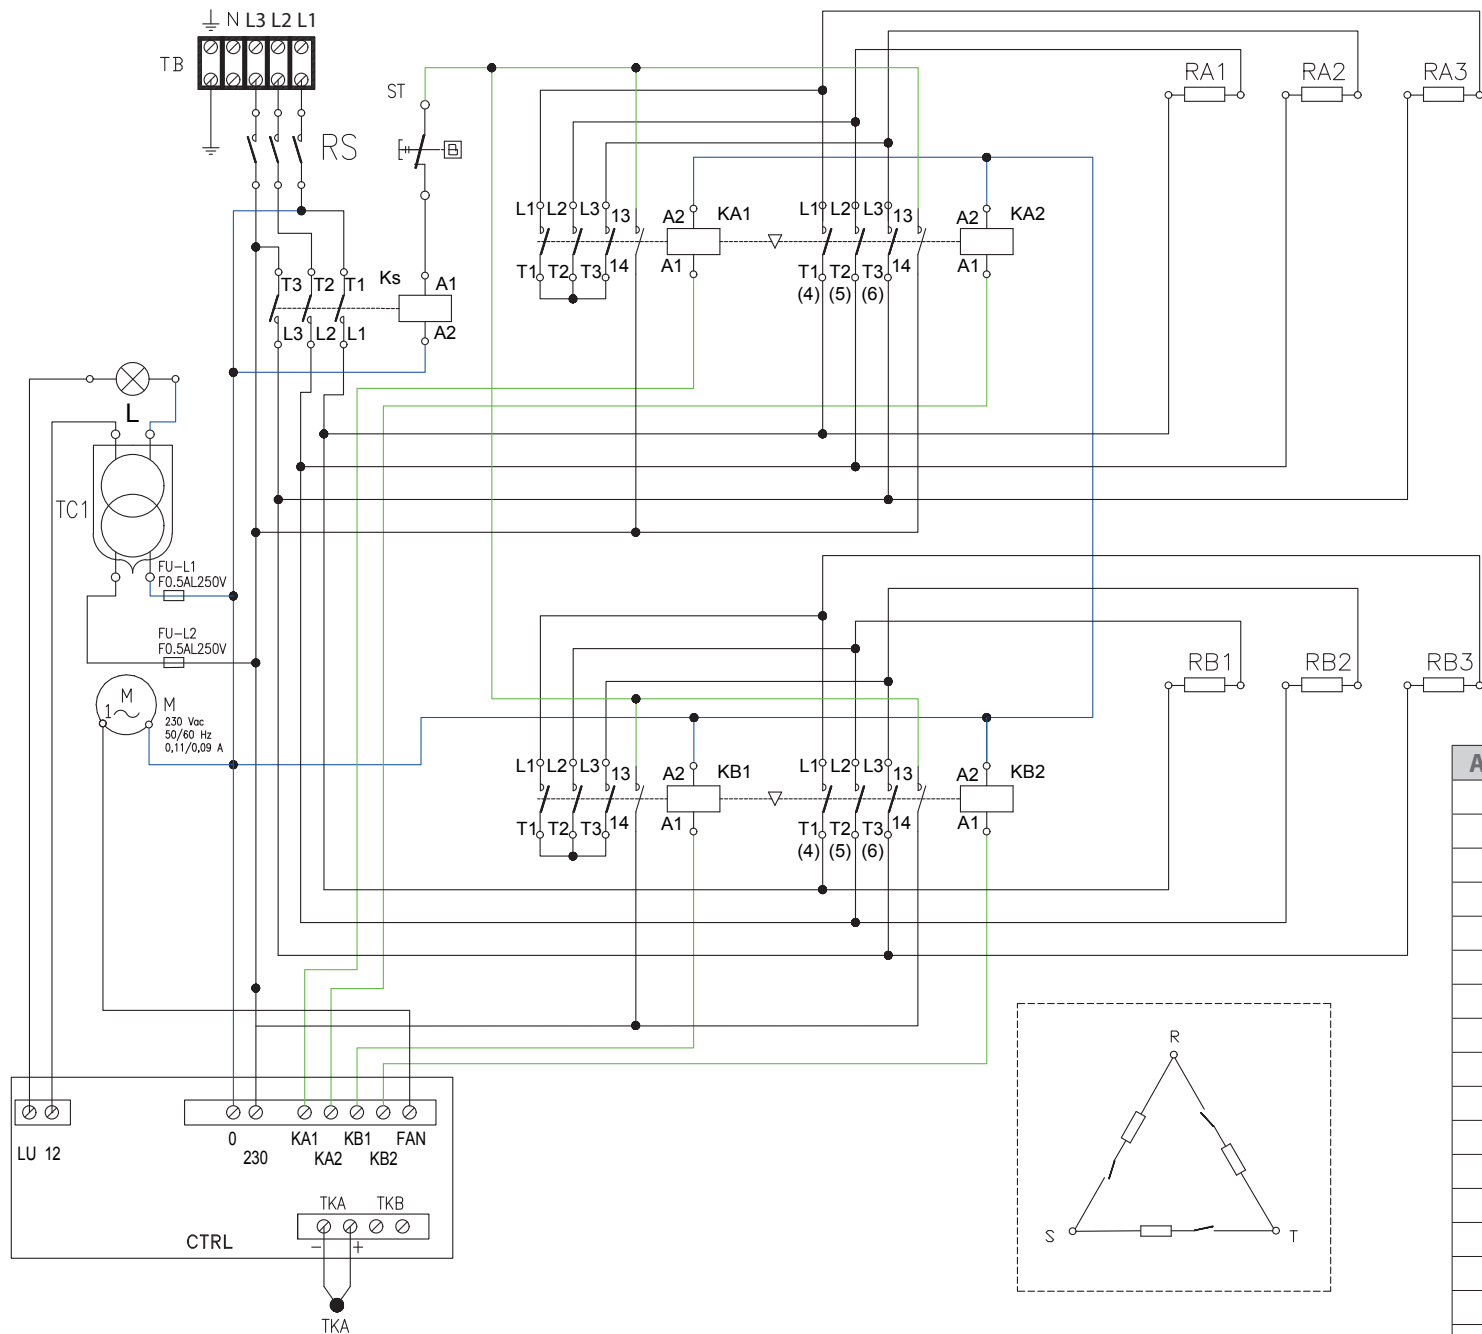 N L3 L2 L1
TB
RS
ST
B
RA1 RA2 RA3
L1 L2 L3 13
A2 KA1
T1 T2 T3 14
A1
L1 L2 L3 13
A2 KA2
T1 T2 T3 14
A1
(4) (5) (6)
T3 T2 T1
Ks
A1
L3 L2 L1
A2
L
TC1
FU-L1
F0.5AL250V
FU-L2
F0.5AL250V
M
1
M
230 Vac
50/60 Hz
0,11/0,09 A
RB1 RB2 RB3
L1 L2 L3 13
A2 KB1
T1 T2 T3 14
A1
L1 L2 L3 13
A2 KB2
T1 T2 T3 14
A1
(4) (5) (6)
A
LU 12
0 KA1 KB1 FAN
230 KA2 KB2
TKA TKB
CTRL
- +
TKA
R
S T